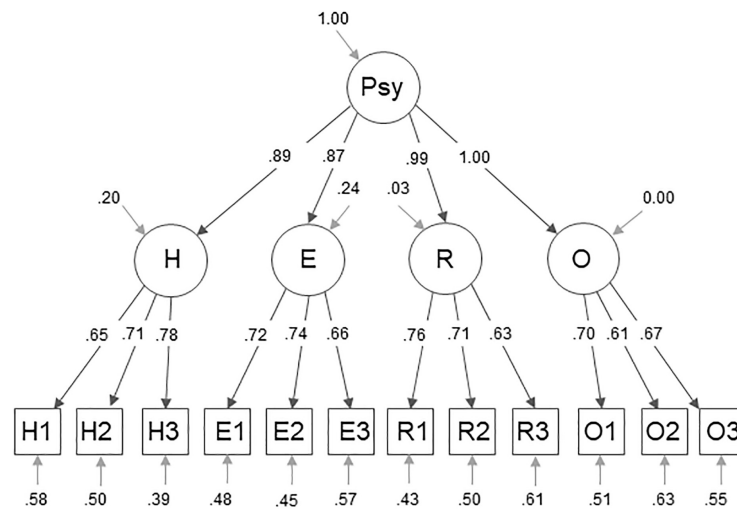 1.00
Psy
.89 .87 .99 1.00
.20 .24 .03 0.00
H E R O
.65 .71 .78 .72 .74 .66 .76 .71 .63 .70 .61 .67
H1 H2 H3 E1 E2 E3 R1 R2 R3 O1 O2 O3
.58 .50 .39 .48 .45 .57 .43 .50 .61 .51 .63 .55